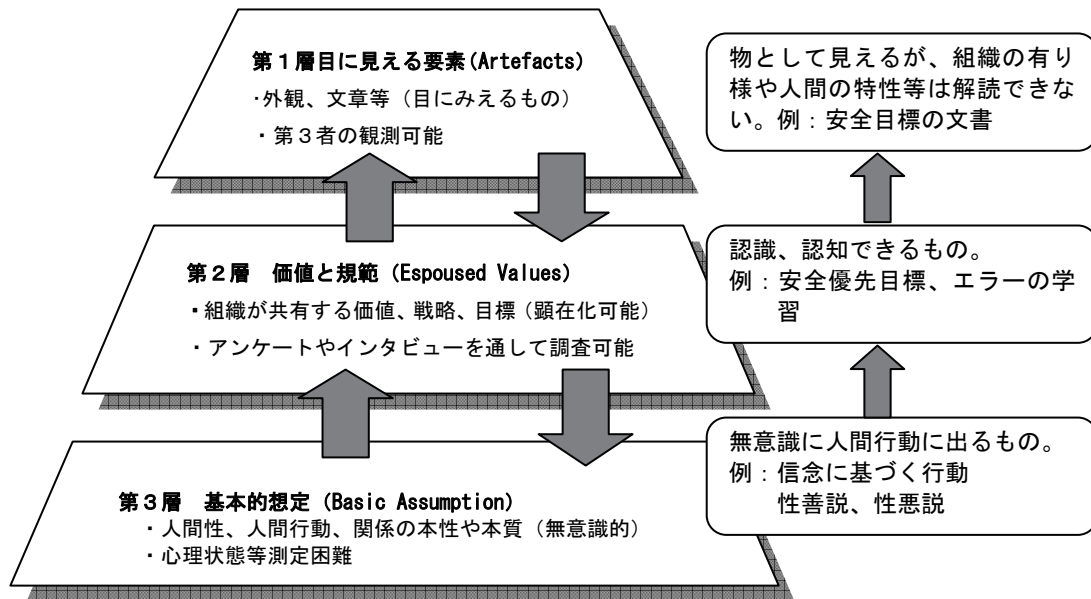 第１層目に見える要素(Artefacts)
・外観、文章等（目にみえるもの）
・第３者の観測可能
物として見えるが、組織の有り
様や人間の特性等は解読できな
い。例：安全目標の文書
第２層　価値と規範 (Espoused Values)
・組織が共有する価値、戦略、目標（顕在化可能）
・アンケートやインタビューを通して調査可能
認識、認知できるもの。
例：安全優先目標、エラーの学
習
第３層　基本的想定 (Basic Assumption)
・人間性、人間行動、関係の本性や本質（無意識的）
・心理状態等測定困難
無意識に人間行動に出るもの。
例：信念に基づく行動
性善説、性悪説